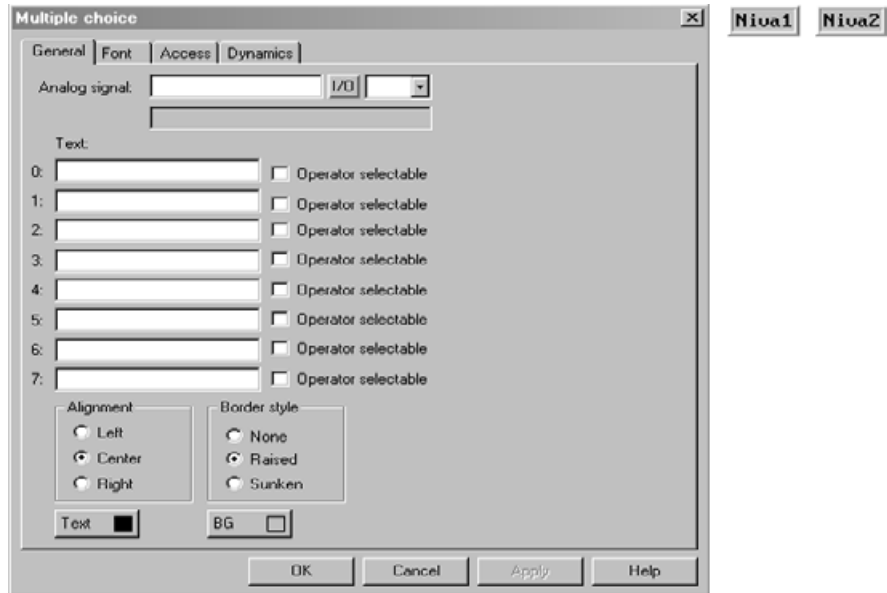 Multiple choice
Niva1 Niva2
General Font Access Dynamics
Analog signal: I/O
Text:
0: Operator selectable
1: Operator selectable
2: Operator selectable
3: Operator selectable
4: Operator selectable
5: Operator selectable
6: Operator selectable
7: Operator selectable
Alignment Border style
Left None
Center Raised
Right Sunken
Text BG
OK Cancel Apply Help